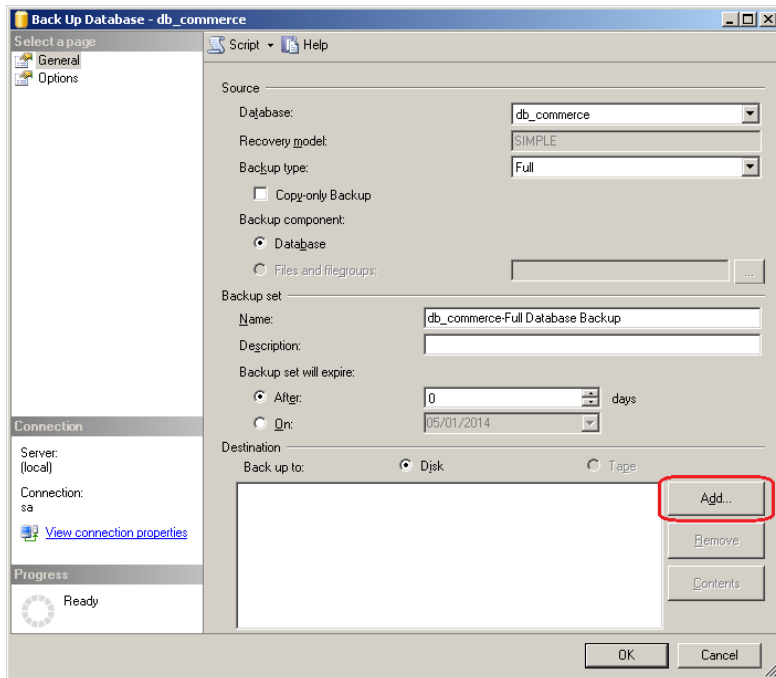 Back Up Database - db_commerce
Select a page
General
Options
Script Help
Source
Database: db_commerce
Recovery model: SIMPLE
Backup type: Full
Copy-only Backup
Backup component:
Database
Files and filegroups: ...
Backup set
Name: db_commerce-Full Database Backup
Description:
Backup set will expire:
After: 0 days
On: 05/01/2014
Destination
Back up to: Disk Tape
Add...
Remove
Contents
Connection
Server:
(local)
Connection:
sa
View connection properties
Progress
Ready
OK Cancel